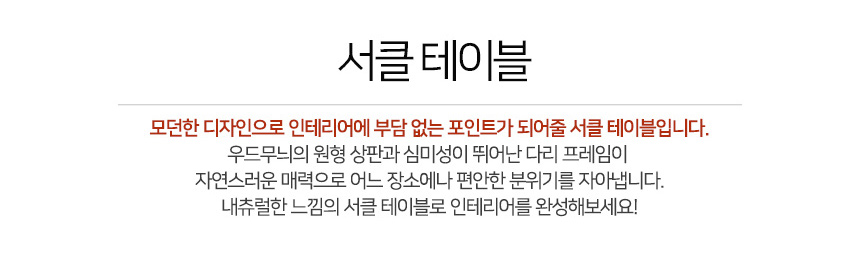 서클 테이블
모던한 디자인으로 인테리어에 부담 없는 포인트가 되어줄 서클 테이블입니다.
우드무늬의 원형 상판과 심미성이 뛰어난 다리 프레임이
자연스러운 매력으로 어느 장소에나 편안한 분위기를 자아냅니다.
내츄럴한 느낌의 서클 테이블로 인테리어를 완성해보세요!